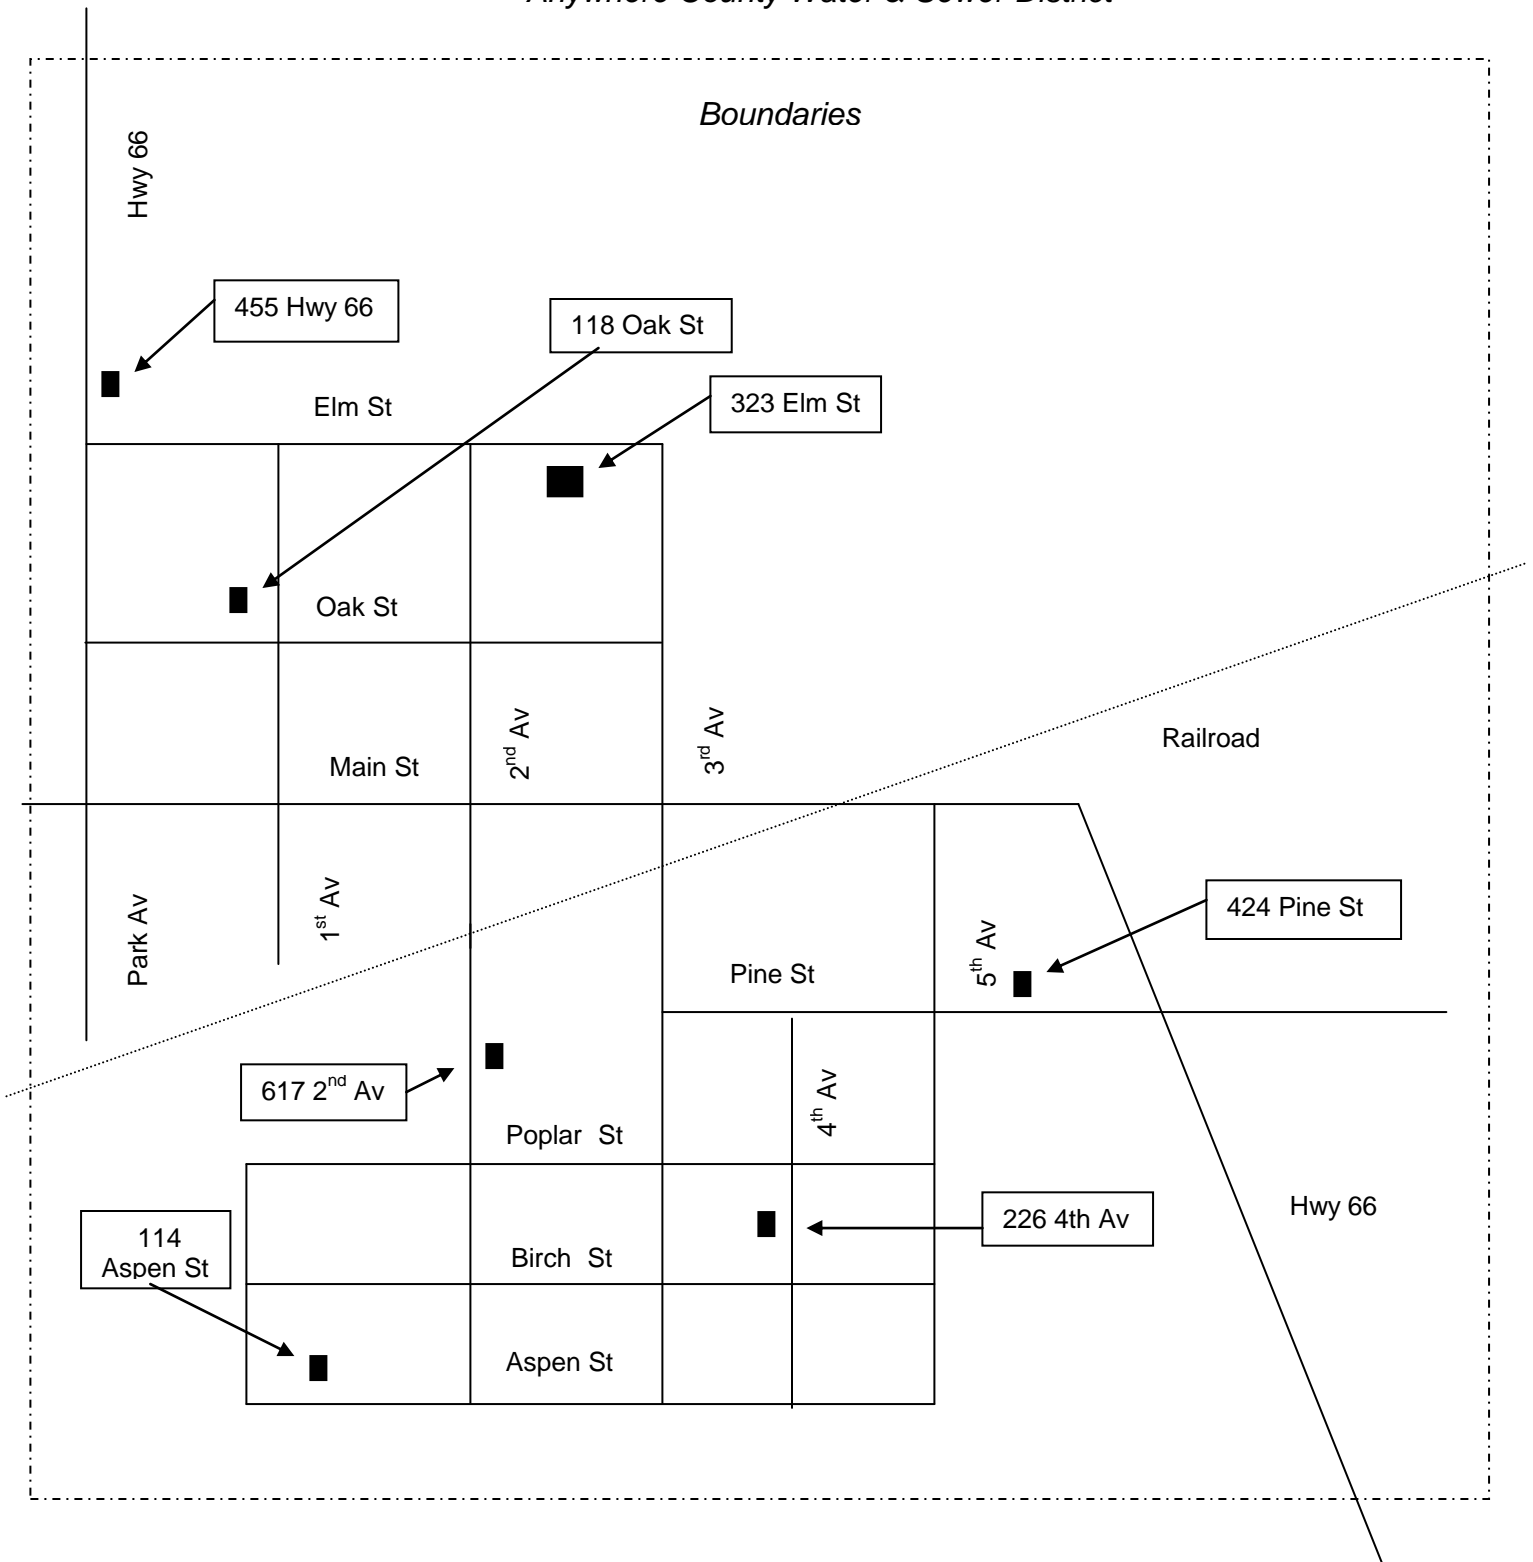 Anywhere County Water & Sewer District
Boundaries
Hwy 66
455 Hwy 66
118 Oak St
323 Elm St
Elm St
Oak St
2nd Av
3rd Av
Railroad
Main St
Park Av
1st Av
5th Av
424 Pine St
Pine St
617 2nd Av
4th Av
Poplar St
226 4th Av
Hwy 66
114
Aspen St
Birch St
Aspen St